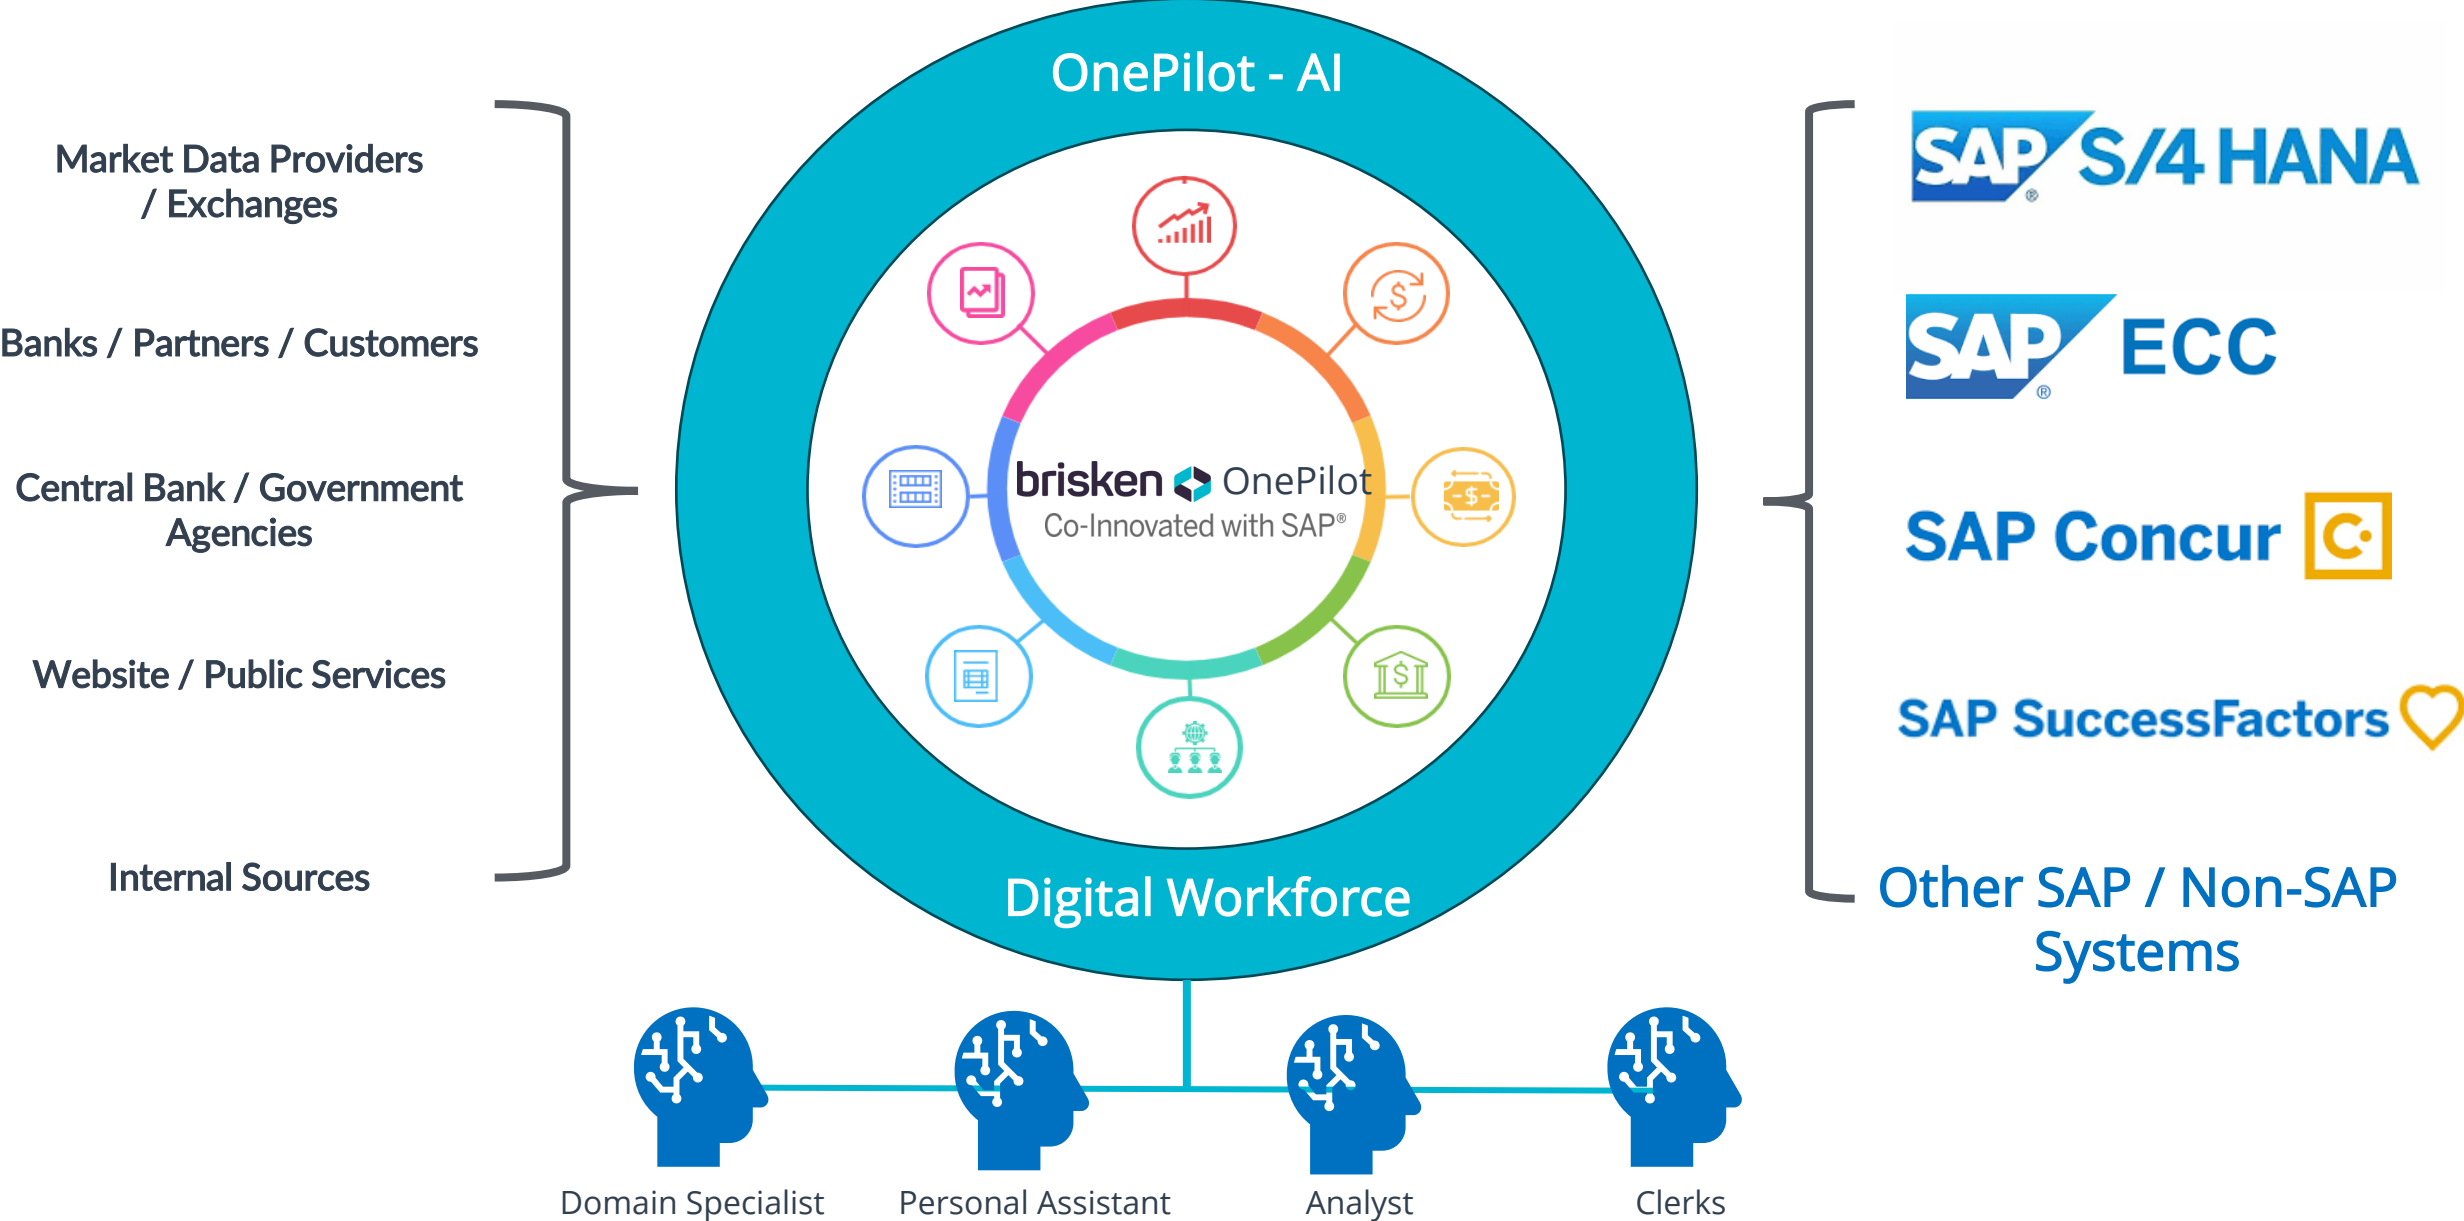 OnePilot - AI
Market Data Providers
/ Exchanges
Banks / Partners / Customers
Central Bank / Government
Agencies
Website / Public Services
Internal Sources
brisken OnePilot
Co-Innovated with SAP®
Digital Workforce
SAP® S/4 HANA
SAP® ECC
SAP Concur C
SAP SuccessFactors
Other SAP / Non-SAP
Systems
Domain Specialist
Personal Assistant
Analyst
Clerks